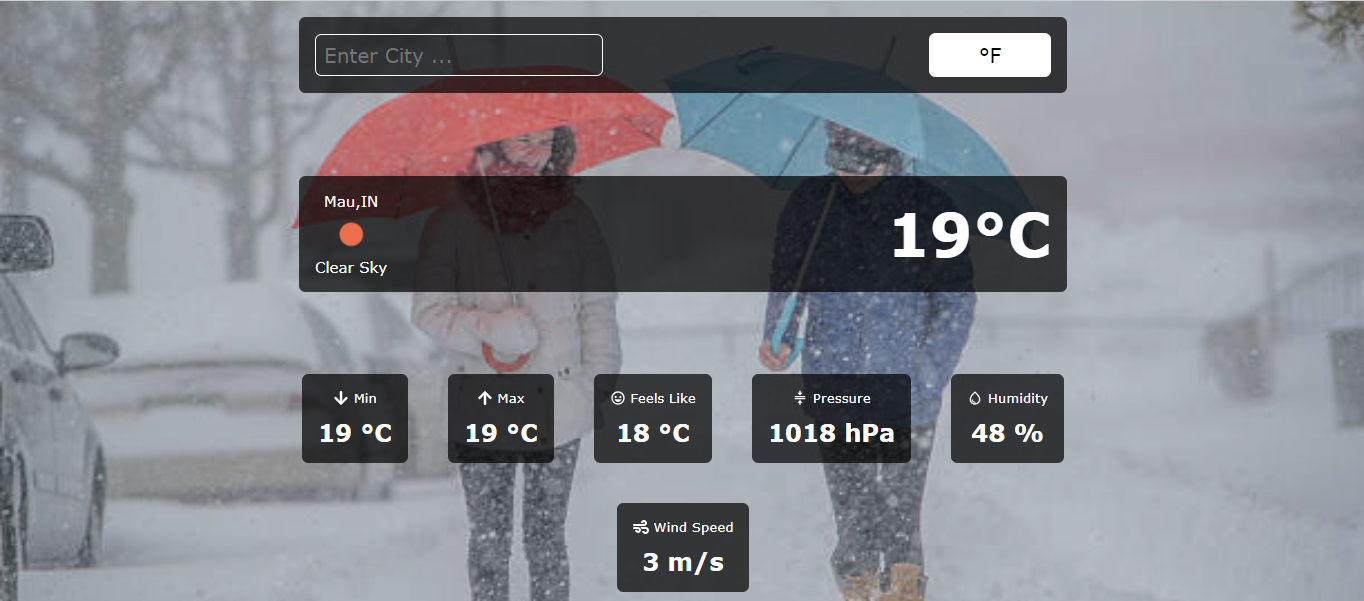 Enter City ...
°F
Mau,IN
Clear Sky
19°C
Min
19 °C
Max
19 °C
Feels Like
18 °C
Pressure
1018 hPa
Humidity
48 %
Wind Speed
3 m/s